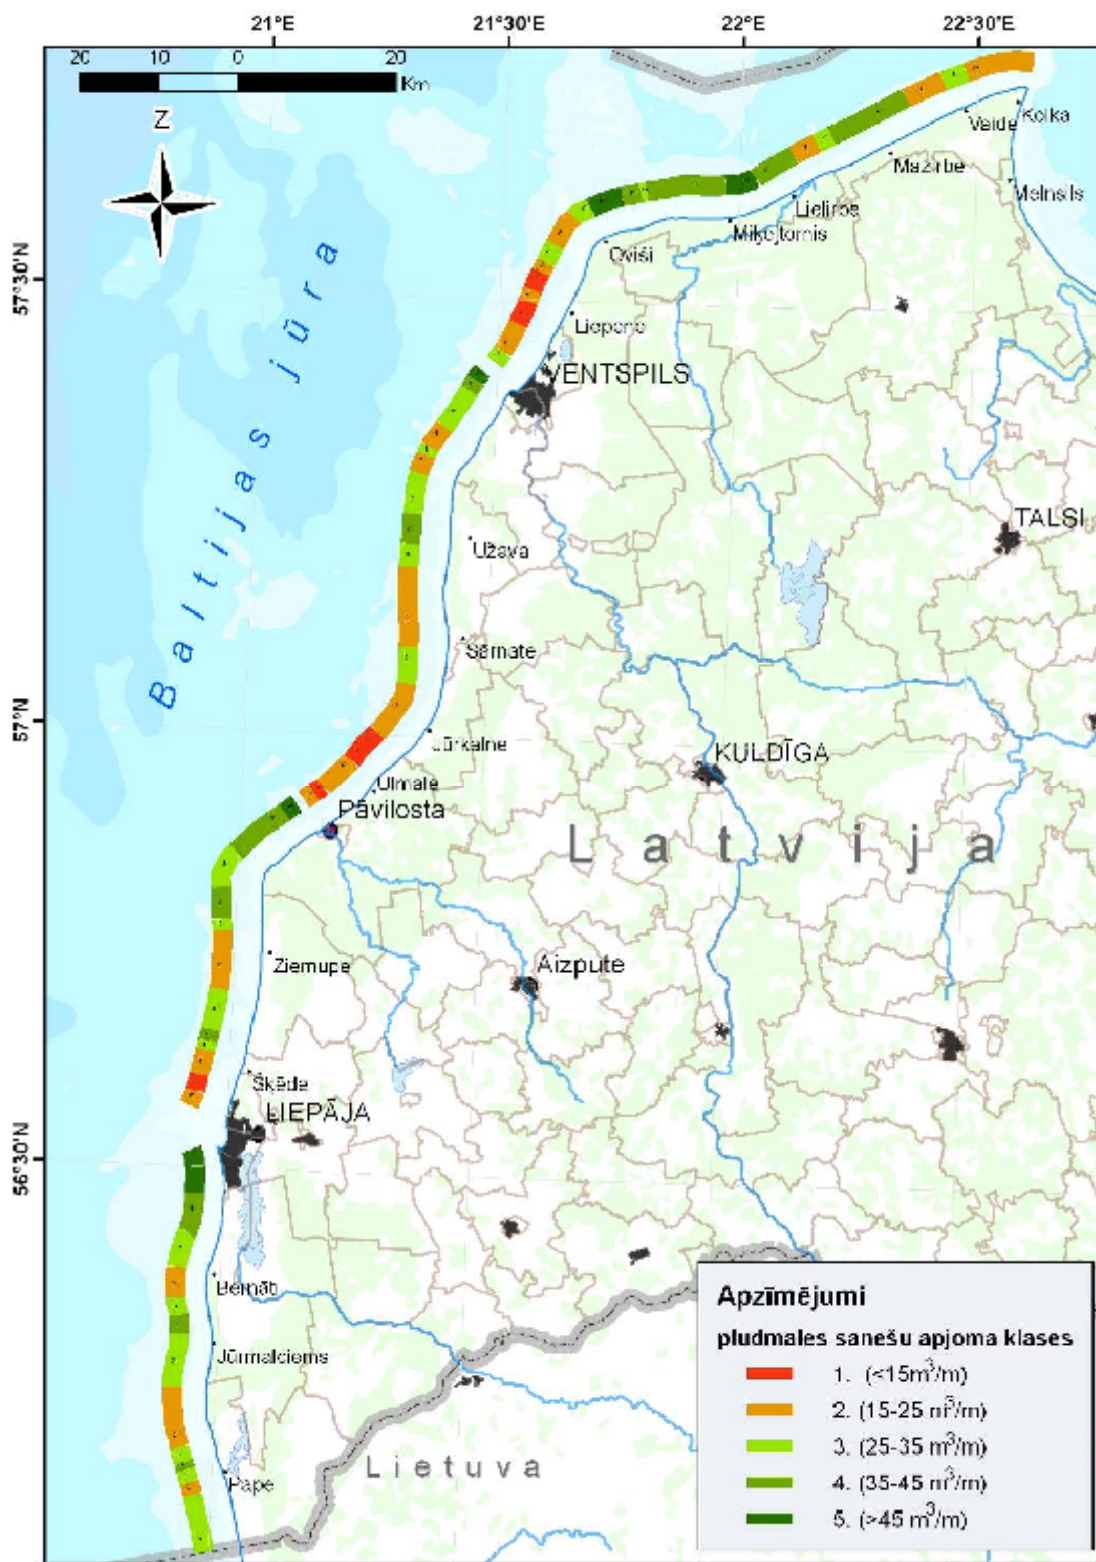 21°E 21°30'E 22°E 22°30'E
20 10 0 20
Km
Z
Vaide
Kolka
Mazirbe
Melnsils
Lielirbe
Miķeļtornis
Oviši
57°30'N
Liepene
VENTSPILS
Baltijas jūra
TALSI
Užava
Sārnate
57°N
Jūrkalne
KULDĪGA
Ulmale
Pāvilosta
Latvija
Ziemupe
Aizpute
Šķēde
LIEPĀJA
56°30'N
Bernāti
Jūrmalciems
Pape
Lietuva
Apzīmējumi
pludmales sanešu apjoma klases
1. (<15m³/m)
2. (15-25 m³/m)
3. (25-35 m³/m)
4. (35-45 m³/m)
5. (>45 m³/m)